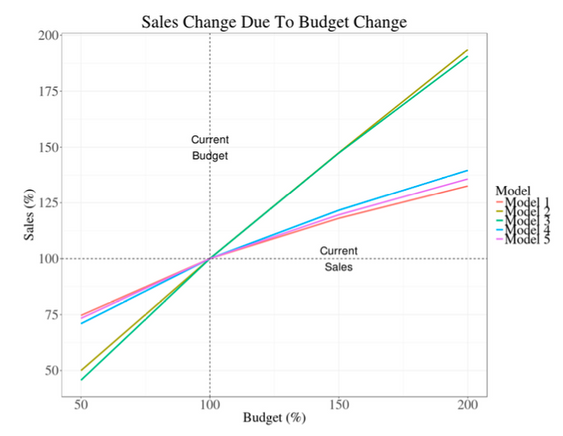 Sales Change Due To Budget Change
200
175
150
125
100
75
50
Sales (%)
Current
Budget
Current
Sales
50 100 150 200
Budget (%)
Model
Model 1
Model 2
Model 3
Model 4
Model 5